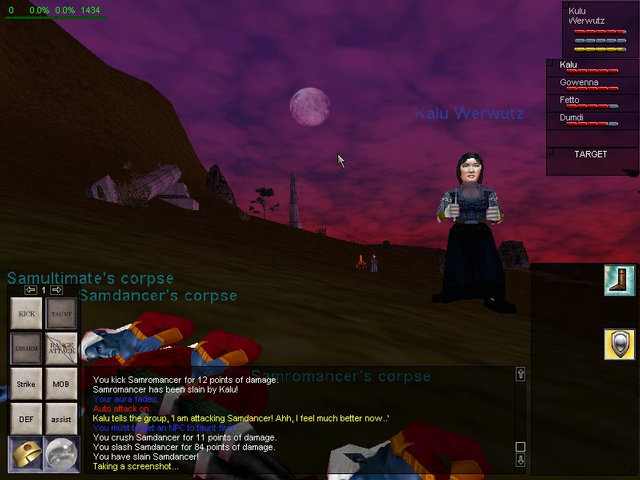 0 0.0% 0.0% 1434
Kulu
Werwutz
Kalu
Gowenna
Fetto
Dumdi
TARGET
Kalu Werwutz
Samultimate's corpse
Samdancer's corpse
Samromancer's corpse
1
KICK
TAUNT
DISARM
RANGE ATTACK
Strike
MOB
DEF
assist
You kick Samromancer for 12 points of damage.
Samromancer has been slain by Kalu!
Your aura fades.
Auto attack on.
Kalu tells the group, 'I am attacking Samdancer! Ahh, I feel much better now..'
You must target an NPC to taunt first.
You crush Samdancer for 11 points of damage.
You slash Samdancer for 84 points of damage.
You have slain Samdancer!
Taking a screenshot...